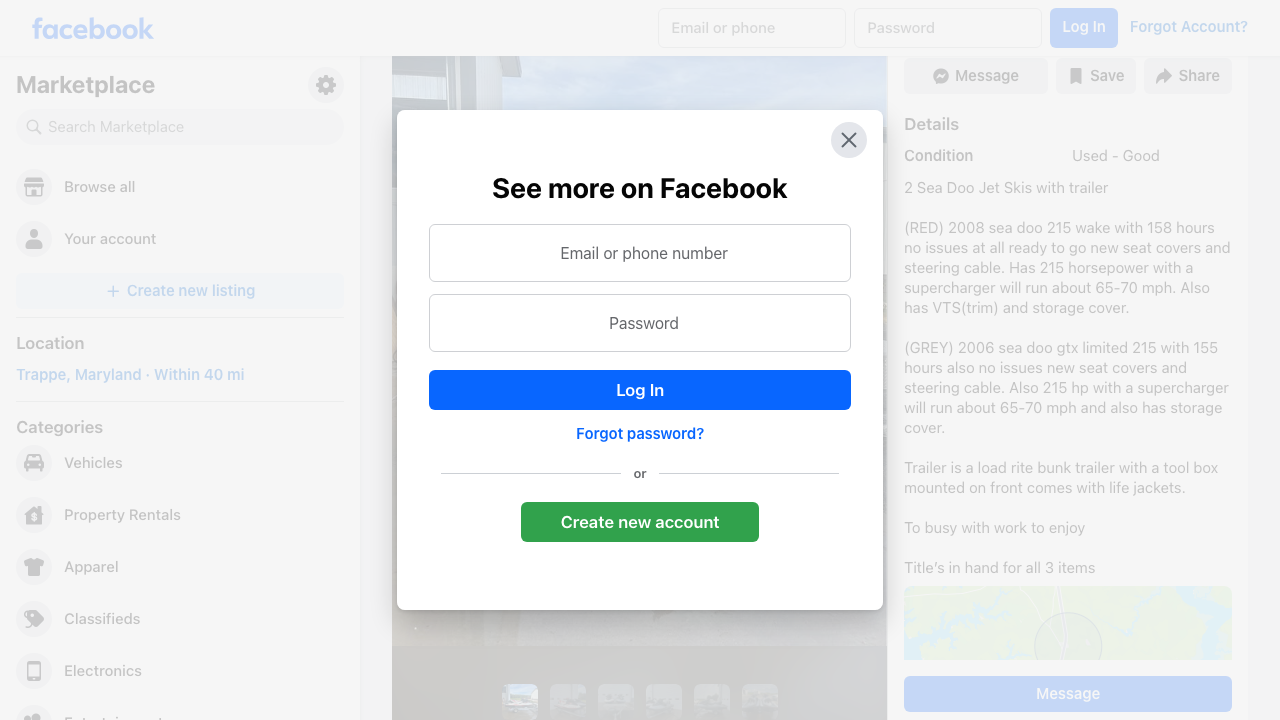 facebook
Email or phone
Password
Log In
Forgot Account?
Marketplace
Search Marketplace
Browse all
Your account
Create new listing
Location
Trappe, Maryland · Within 40 mi
Categories
Vehicles
Property Rentals
Apparel
Classifieds
Electronics
Entertainment
See more on Facebook
Email or phone number
Password
Log In
Forgot password?
or
Create new account
Message
Save
Share
Details
Condition
Used - Good
2 Sea Doo Jet Skis with trailer
(RED) 2008 sea doo 215 wake with 158 hours
no issues at all ready to go new seat covers and
steering cable. Has 215 horsepower with a
supercharger will run about 65-70 mph. Also
has VTS(trim) and storage cover.
(GREY) 2006 sea doo gtx limited 215 with 155
hours also no issues new seat covers and
steering cable. Also 215 hp with a supercharger
will run about 65-70 mph and also has storage
cover.
Trailer is a load rite bunk trailer with a tool box
mounted on front comes with life jackets.
To busy with work to enjoy
Title’s in hand for all 3 items
Message